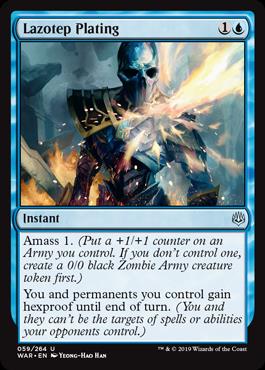 Lazotep Plating 1
Instant
Amass 1. (Put a +1/+1 counter on an
Army you control. If you don't control one,
create a 0/0 black Zombie Army creature
token first.)
You and permanents you control gain
hexproof until end of turn. (You and
they can't be the targets of spells or abilities
your opponents control.)
059/264 U
WAR • EN YEONG-HAO HAN
™ & © 2019 Wizards of the Coast